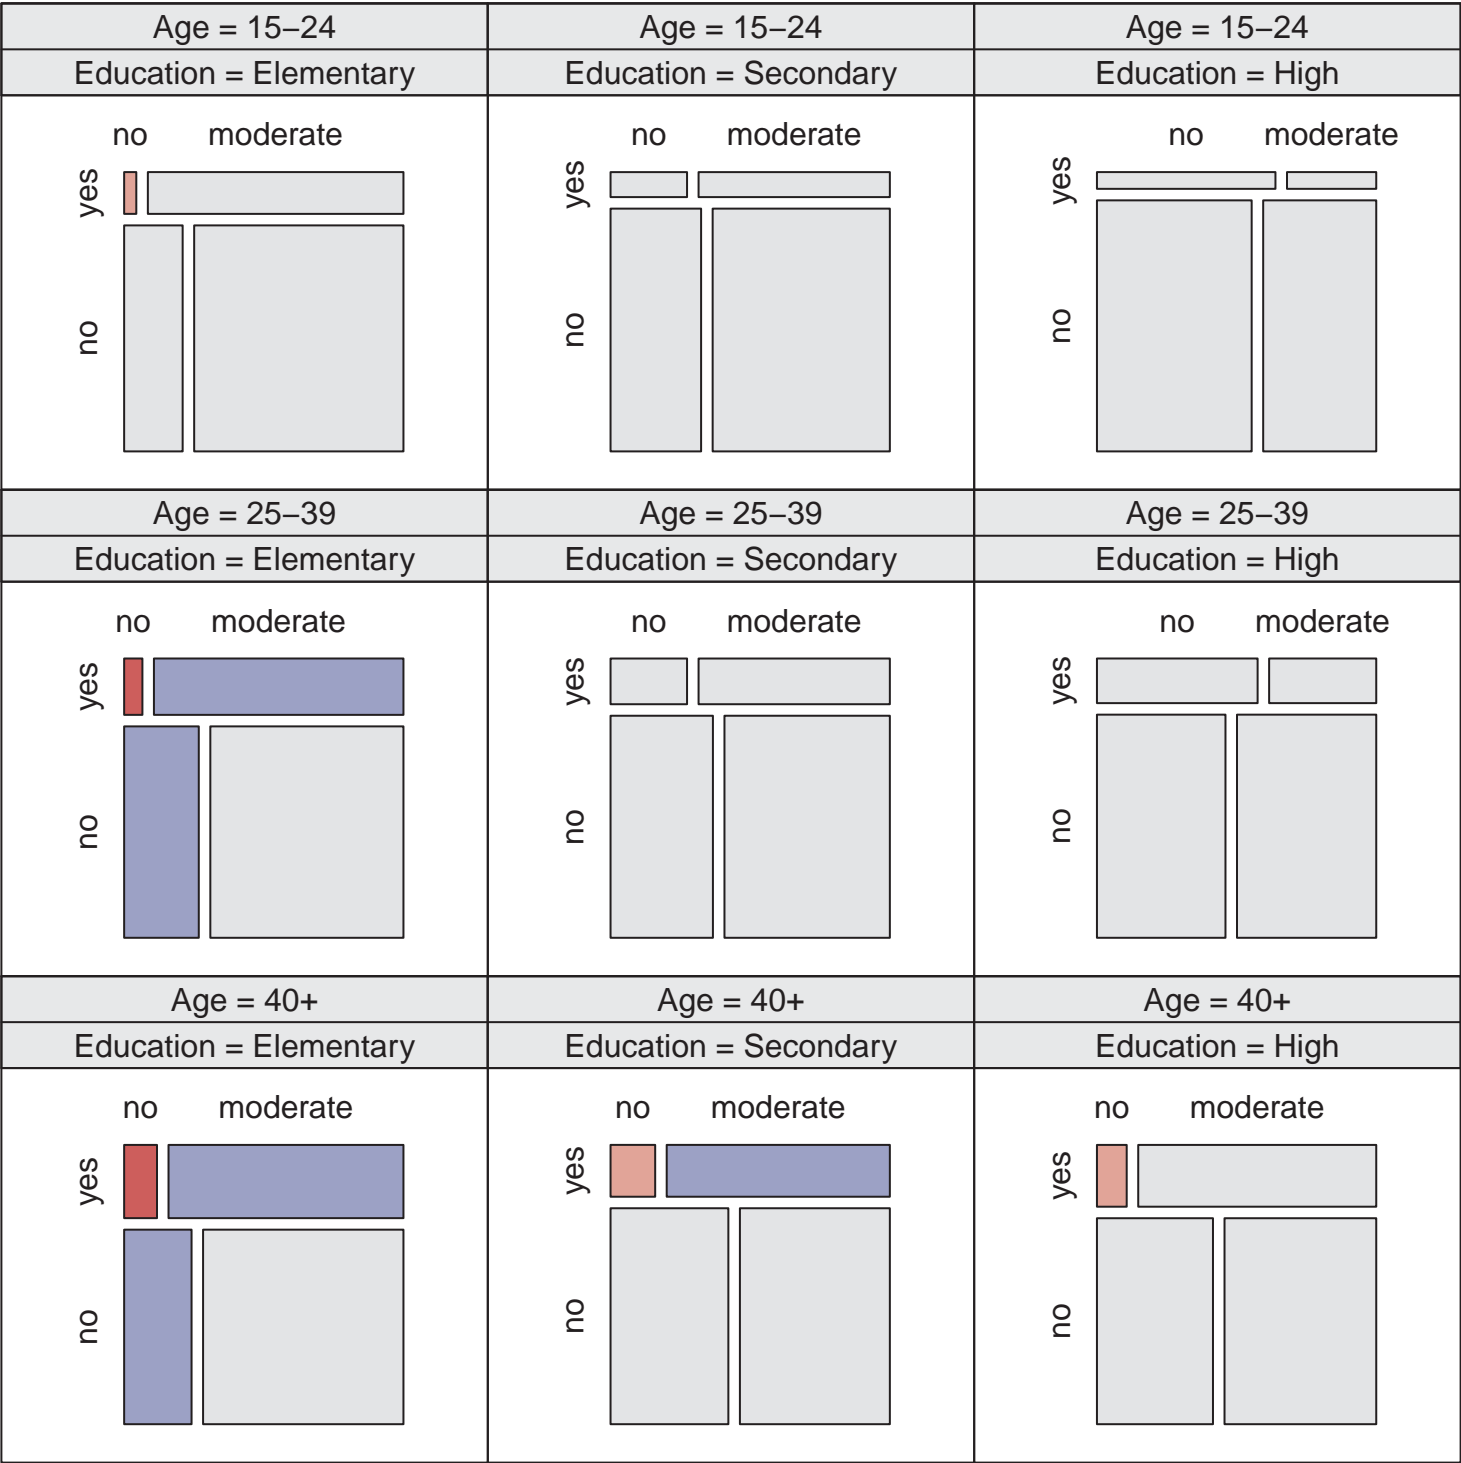 Age = 15–24
Education = Elementary
no moderate
yes
no
Age = 15–24
Education = Secondary
no moderate
yes
no
Age = 15–24
Education = High
no moderate
yes
no
Age = 25–39
Education = Elementary
no moderate
yes
no
Age = 25–39
Education = Secondary
no moderate
yes
no
Age = 25–39
Education = High
no moderate
yes
no
Age = 40+
Education = Elementary
no moderate
yes
no
Age = 40+
Education = Secondary
no moderate
yes
no
Age = 40+
Education = High
no moderate
yes
no